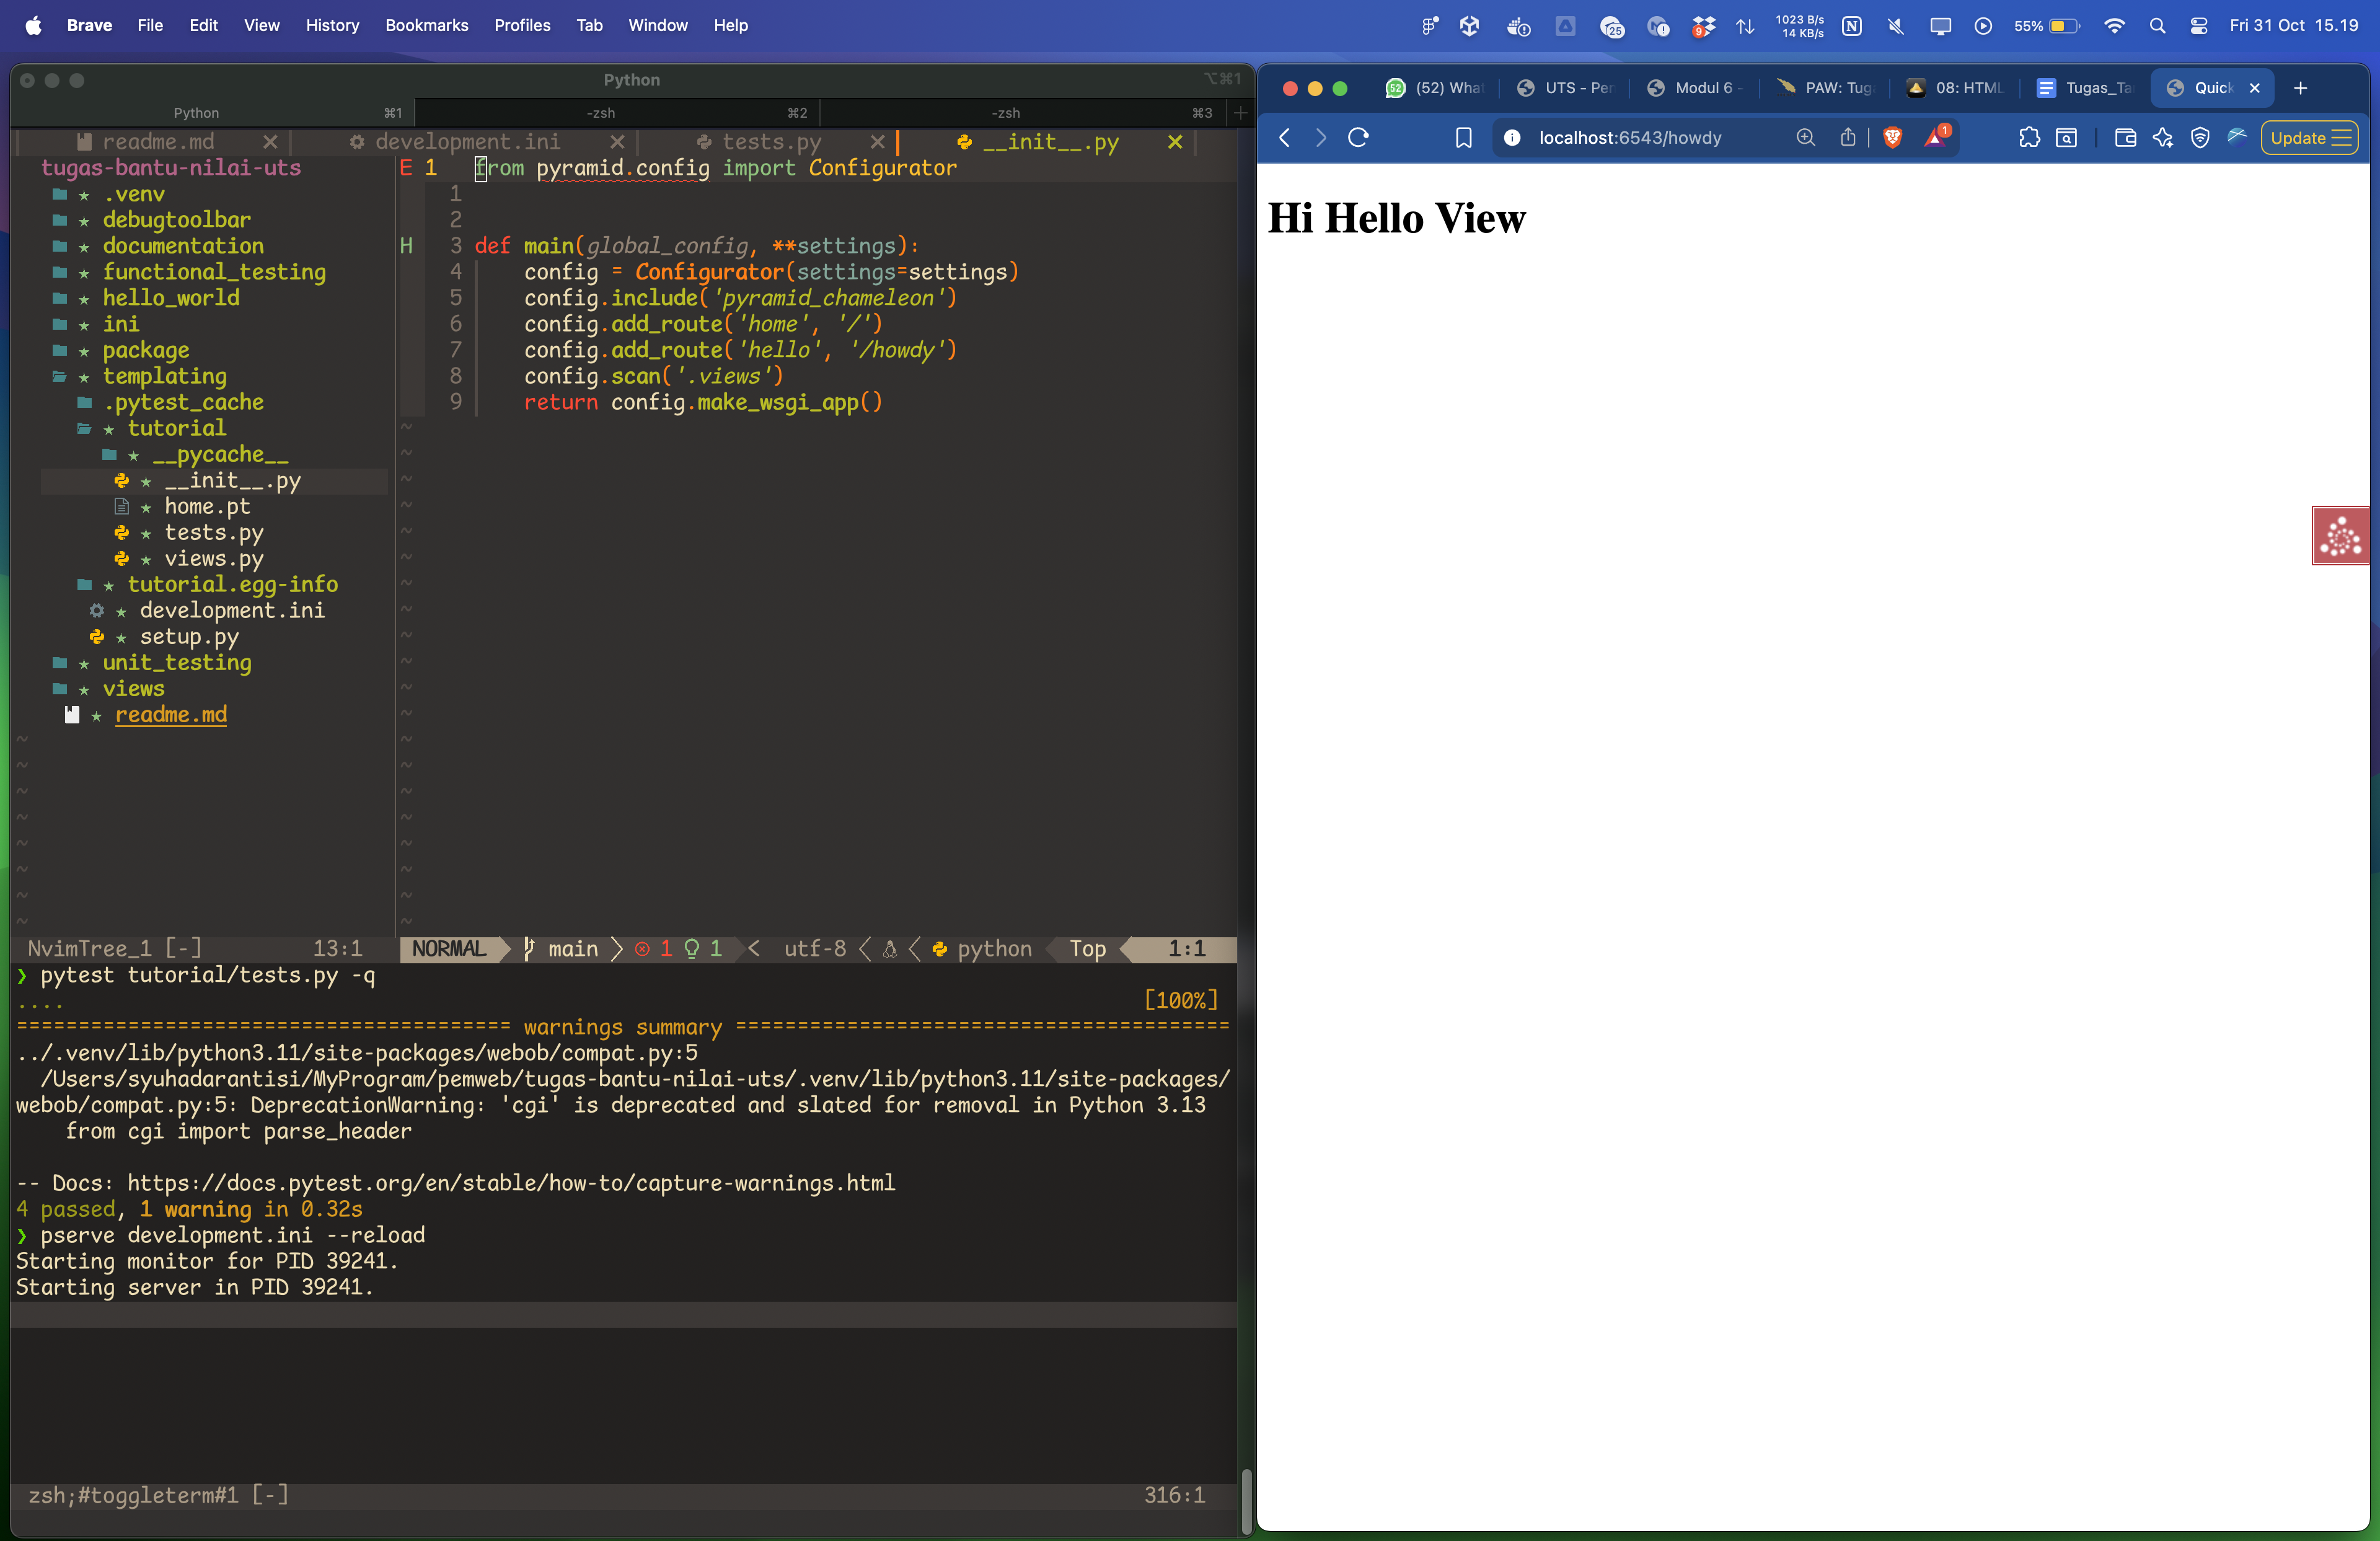 Brave File Edit View History Bookmarks Profiles Tab Window Help
25
9
1023 B/s
14 KB/s
55%
Fri 31 Oct 15.19
Python
⌥⌘1
Python ⌘1
-zsh ⌘2
-zsh ⌘3
readme.md
development.ini
tests.py
__init__.py
tugas-bantu-nilai-uts
.venv
debugtoolbar
documentation
functional_testing
hello_world
ini
package
templating
.pytest_cache
tutorial
__pycache__
__init__.py
home.pt
tests.py
views.py
tutorial.egg-info
development.ini
setup.py
unit_testing
views
readme.md
E 1 from pyramid.config import Configurator
1
2
H 3 def main(global_config, **settings):
4 config = Configurator(settings=settings)
5 config.include('pyramid_chameleon')
6 config.add_route('home', '/')
7 config.add_route('hello', '/howdy')
8 config.scan('.views')
9 return config.make_wsgi_app()
NvimTree_1 [-] 13:1
NORMAL main 1 1 utf-8 python Top 1:1
❯ pytest tutorial/tests.py -q
.... [100%]
======================================== warnings summary ========================================
../.venv/lib/python3.11/site-packages/webob/compat.py:5
/Users/syuhadarantisi/MyProgram/pemweb/tugas-bantu-nilai-uts/.venv/lib/python3.11/site-packages/
webob/compat.py:5: DeprecationWarning: 'cgi' is deprecated and slated for removal in Python 3.13
from cgi import parse_header
-- Docs: https://docs.pytest.org/en/stable/how-to/capture-warnings.html
4 passed, 1 warning in 0.32s
❯ pserve development.ini --reload
Starting monitor for PID 39241.
Starting server in PID 39241.
zsh;#toggleterm#1 [-] 316:1
52 (52) What
UTS - Per
Modul 6 -
PAW: Tug
08: HTML
Tugas_Ta
Quick
localhost:6543/howdy
1
Update
Hi Hello View